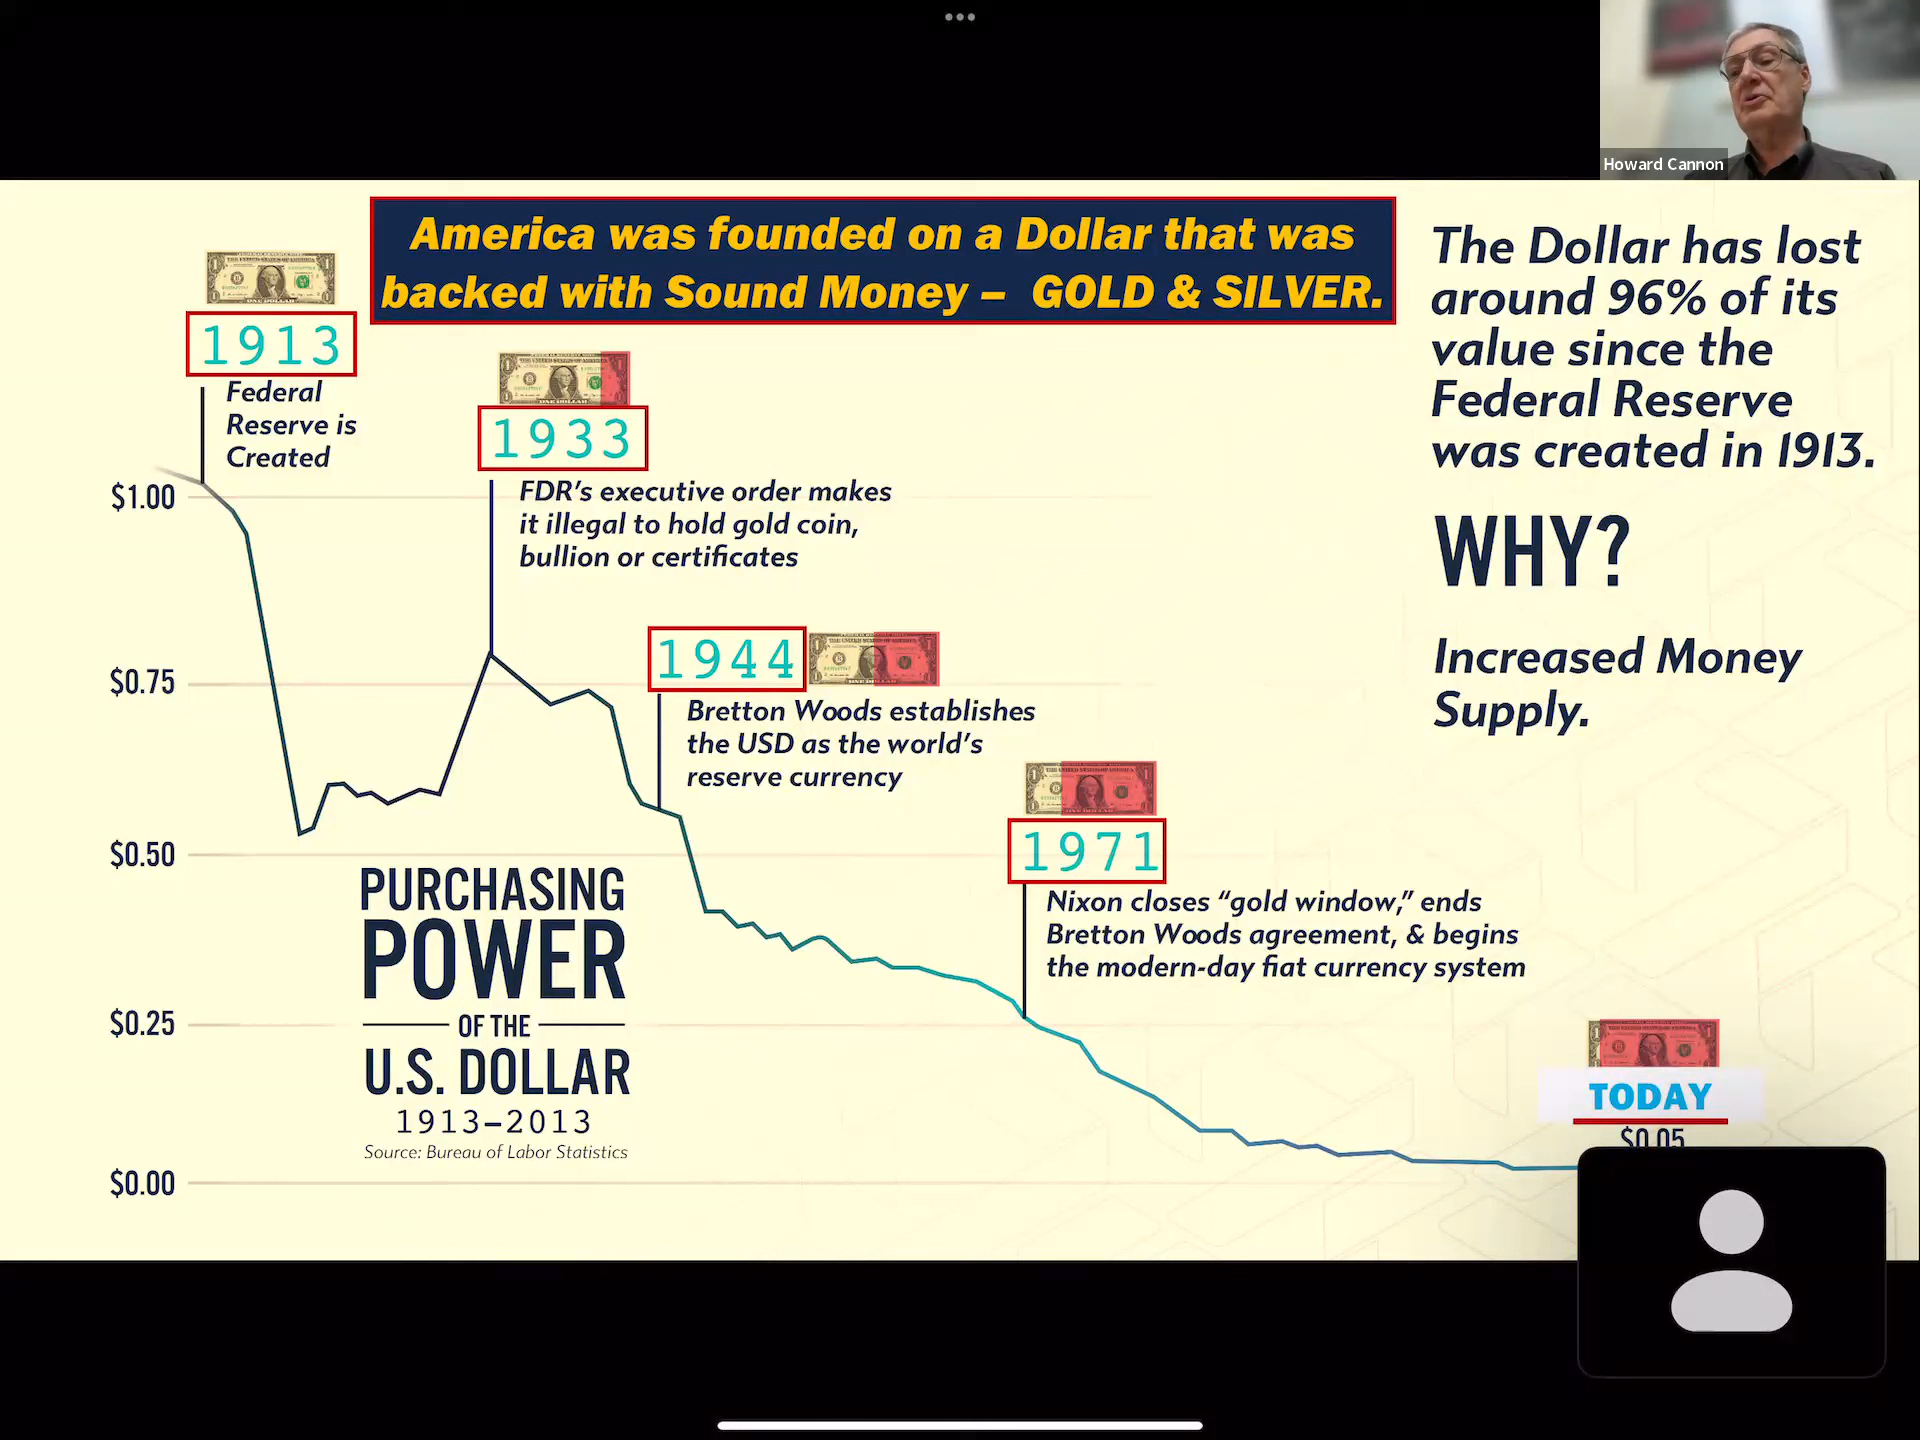 Howard Cannon
America was founded on a Dollar that was
backed with Sound Money – GOLD & SILVER.
The Dollar has lost
around 96% of its
value since the
Federal Reserve
was created in 1913.
WHY?
Increased Money
Supply.
1913
Federal
Reserve is
Created
1933
FDR's executive order makes
it illegal to hold gold coin,
bullion or certificates
1944
Bretton Woods establishes
the USD as the world's
reserve currency
1971
Nixon closes “gold window,” ends
Bretton Woods agreement, & begins
the modern-day fiat currency system
TODAY
$0.05
$1.00
$0.75
$0.50
$0.25
$0.00
PURCHASING
POWER
OF THE
U.S. DOLLAR
1913–2013
Source: Bureau of Labor Statistics